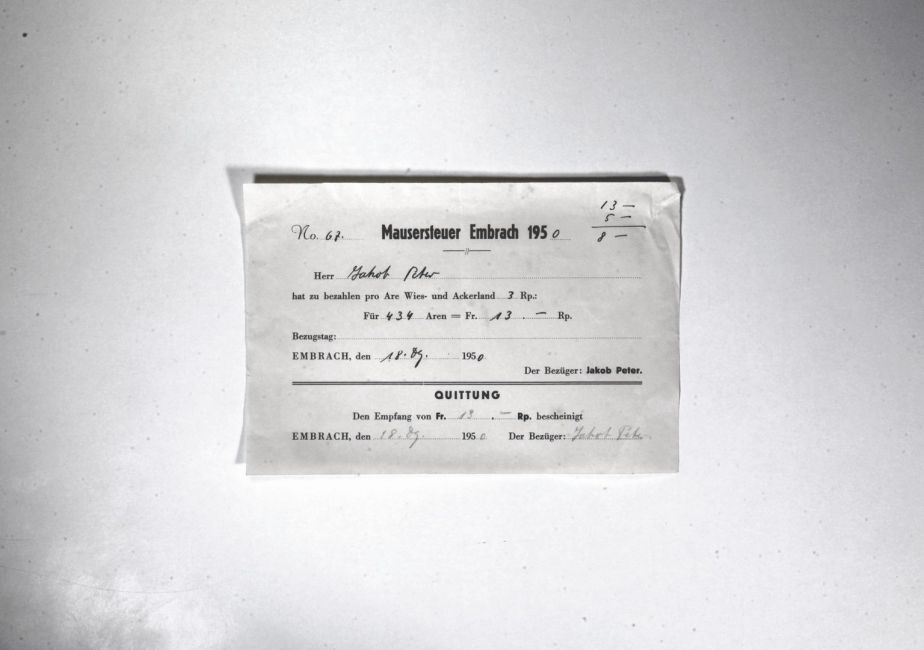 13 —
5 —
8 —
No. 67.
Mausersteuer Embrach 1950
Herr Jakob Peter
hat zu bezahlen pro Are Wies- und Ackerland 3 Rp.:
Für 434 Aren = Fr. 13 . — Rp.
Bezugstag:
EMBRACH, den 18. Dz. 1950
Der Bezüger: Jakob Peter.
QUITTUNG
Den Empfang von Fr. 13 . — Rp. bescheinigt
EMBRACH, den 18. Dz. 1950 Der Bezüger: Jakob Peter